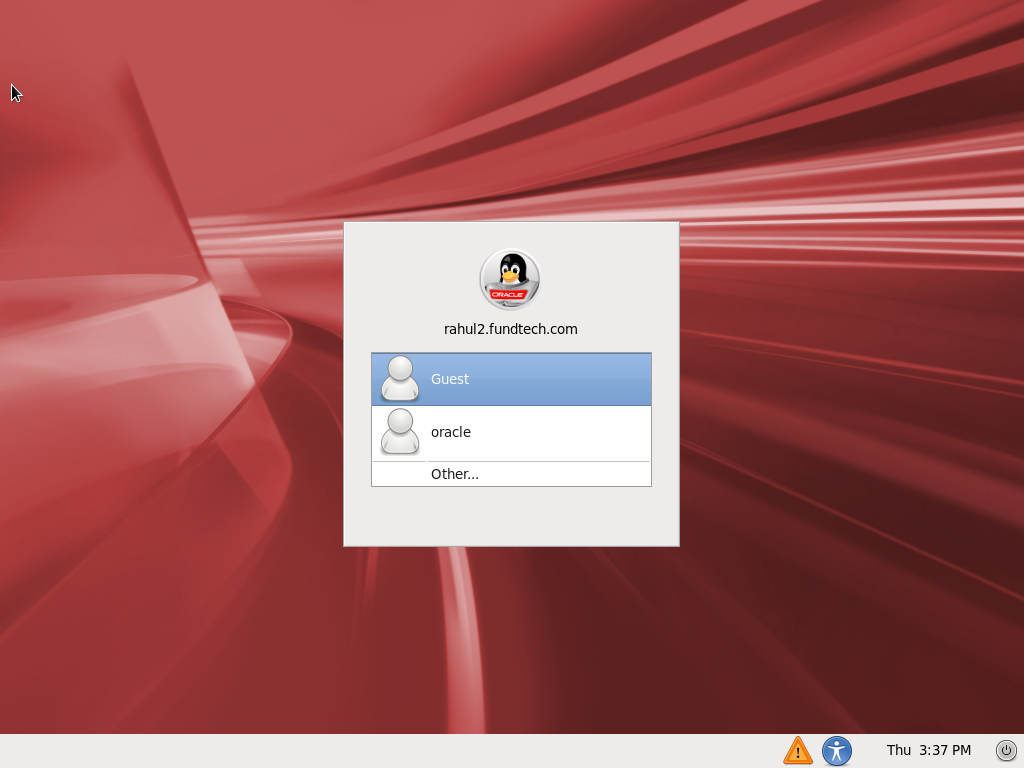 ORACLE
rahul2.fundtech.com
Guest
oracle
Other...
Thu 3:37 PM